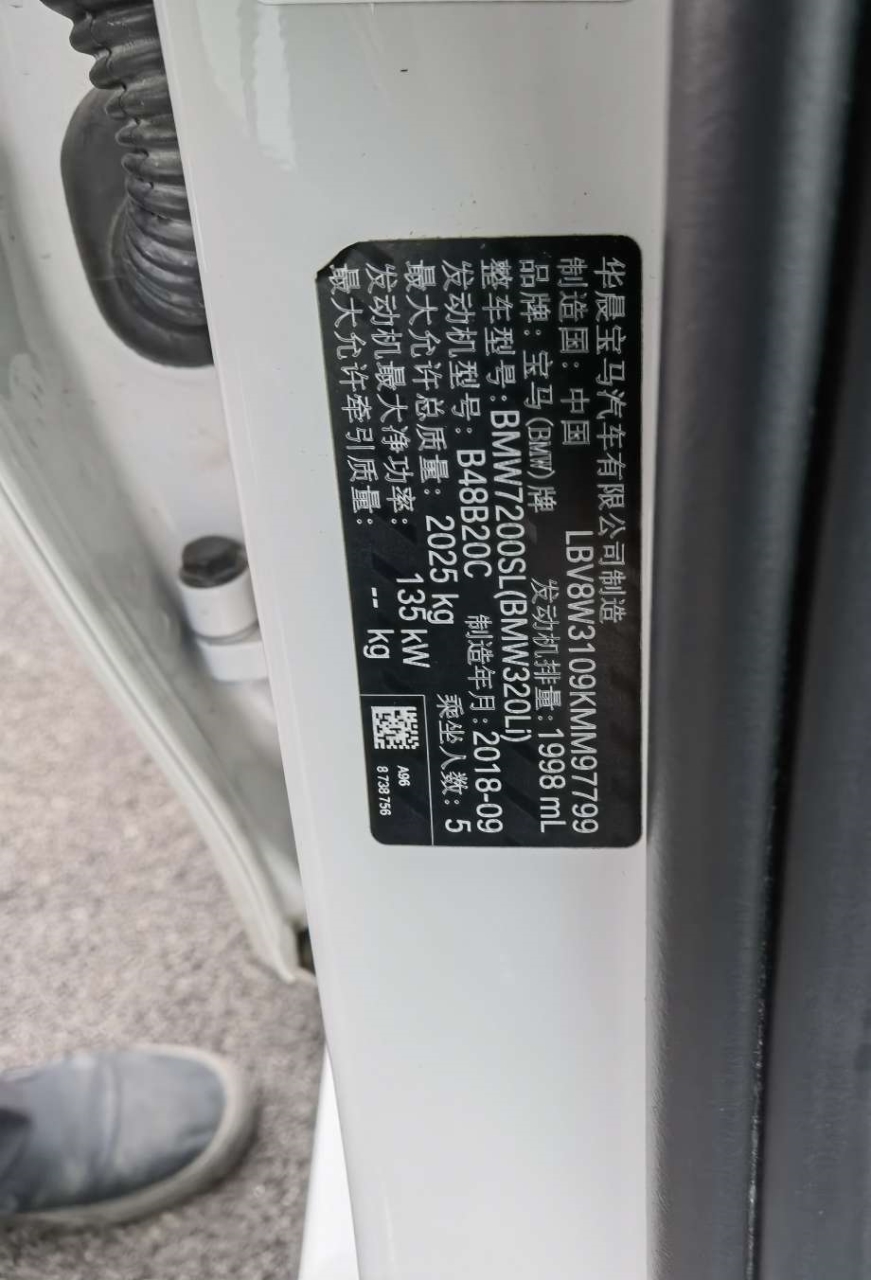 华晨宝马汽车有限公司制造
制造国：中国 LBV8W3109KMM97799
品牌：宝马(BMW)牌 发动机排量：1998 mL
整车型号：BMW7200SL(BMW320Li)
发动机型号：B48B20C 制造年月：2018-09
最大允许总质量：2025 kg 乘坐人数：5
发动机最大净功率：135 kW
最大允许牵引质量：-- kg
A96
8 738 756